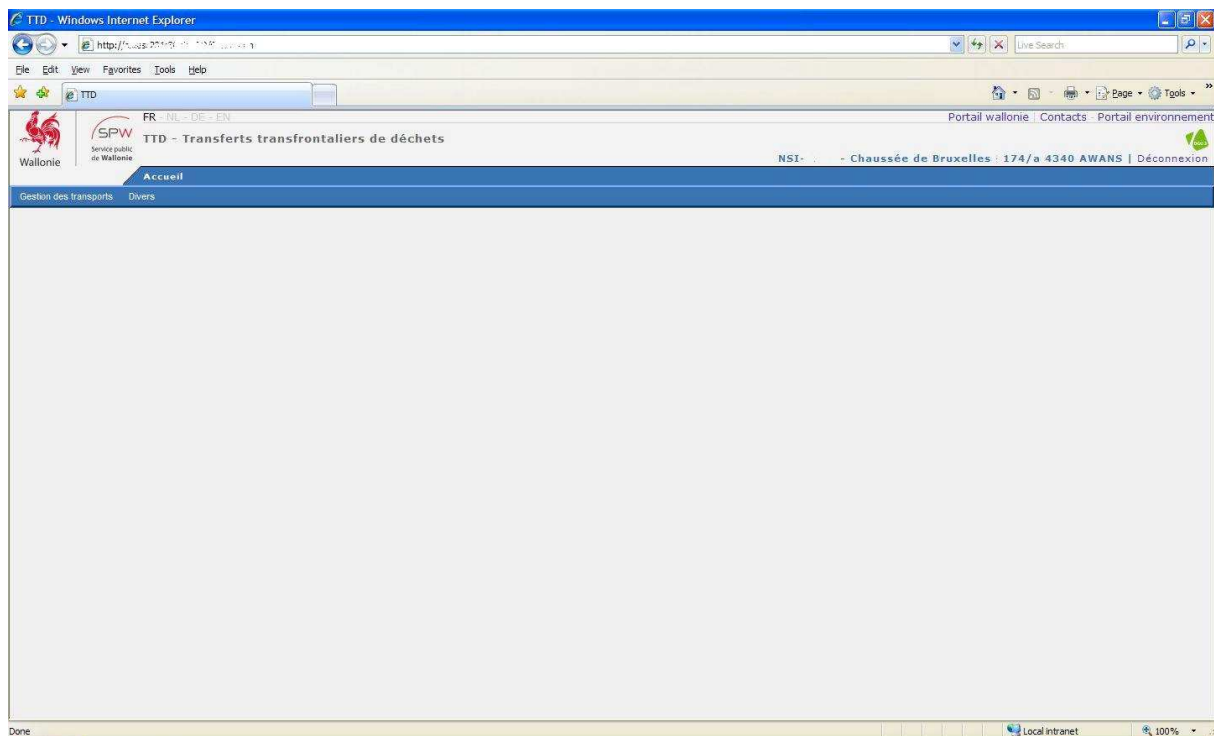 TTD - Windows Internet Explorer
http://
Live Search
File Edit View Favorites Tools Help
TTD
Page Tools »
FR - NL - DE - EN
Portail wallonie | Contacts - Portail environnement
SPW
Service public
de Wallonie
TTD - Transferts transfrontaliers de déchets
Wallonie
NSI- - Chaussée de Bruxelles 174/a 4340 AWANS | Déconnexion
Accueil
Gestion des transports Divers
Done
Local intranet
100%